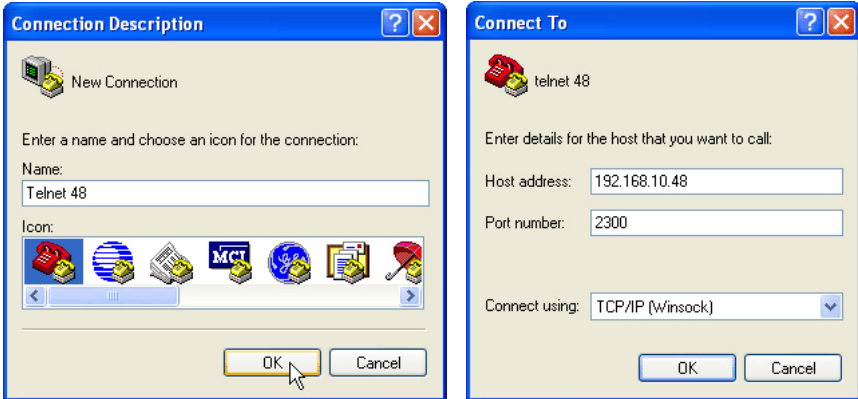 Connection Description
?
X
New Connection
Enter a name and choose an icon for the connection:
Name:
Telnet 48
Icon:
MCI
OK
Cancel
Connect To
?
X
telnet 48
Enter details for the host that you want to call:
Host address: 192.168.10.48
Port number: 2300
Connect using: TCP/IP (Winsock)
OK
Cancel